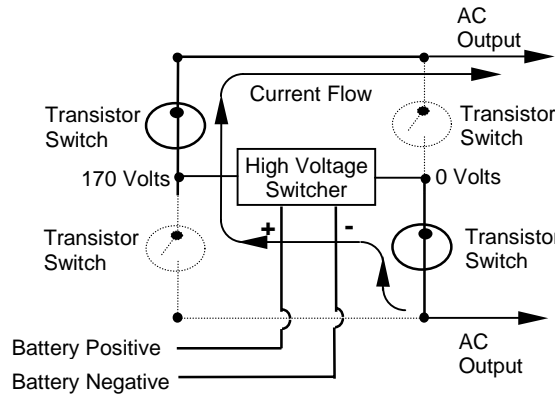 AC
Output
Current Flow
Transistor
Switch
Transistor
Switch
High Voltage
Switcher
170 Volts
0 Volts
+
-
Transistor
Switch
Transistor
Switch
Battery Positive
Battery Negative
AC
Output